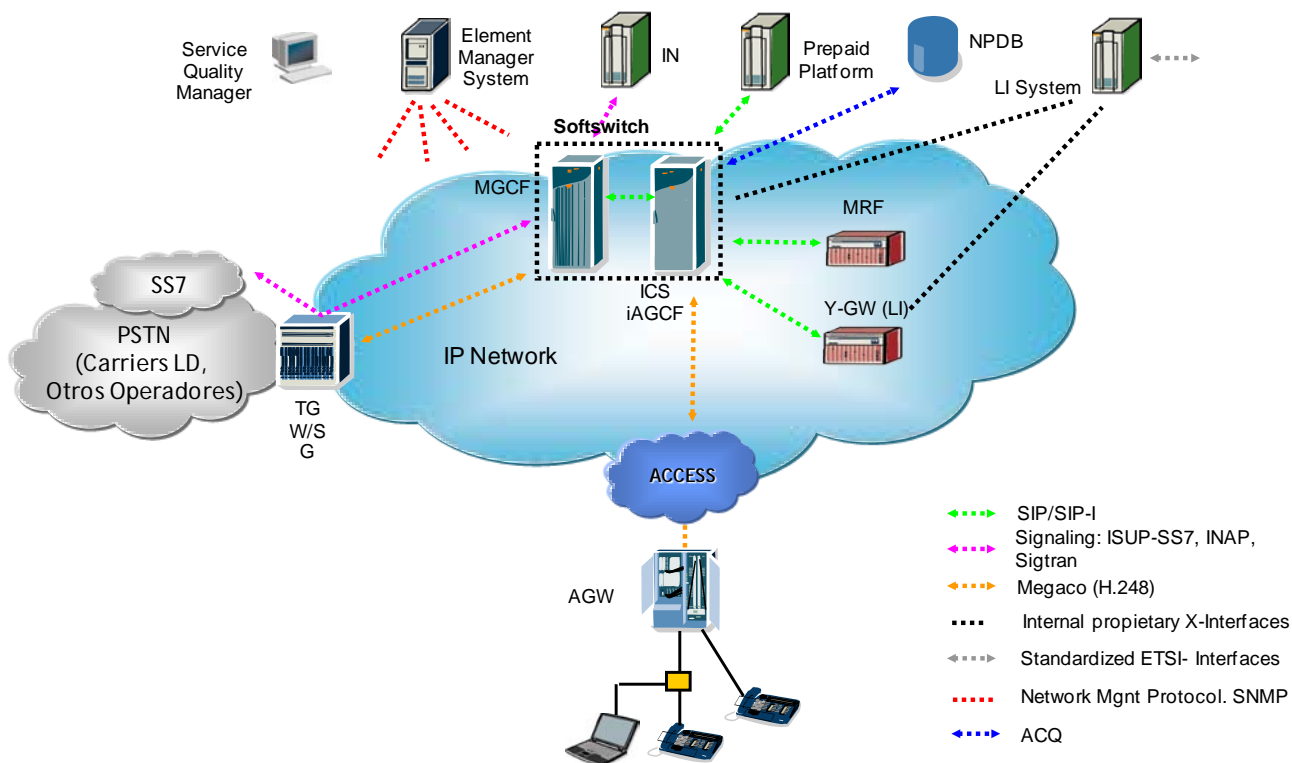 Service
Quality
Manager
Element
Manager
System
IN
Prepaid
Platform
NPDB
LI System
Softswitch
MGCF
MRF
SS7
ICS
iAGCF
Y-GW (LI)
PSTN
(Carriers LD,
Otros Operadores)
IP Network
TG
W/S
G
ACCESS
AGW
SIP/SIP-I
Signaling: ISUP-SS7, INAP,
Sigtran
Megaco (H.248)
Internal propietary X-Interfaces
Standardized ETSI- Interfaces
Network Mgnt Protocol. SNMP
ACQ